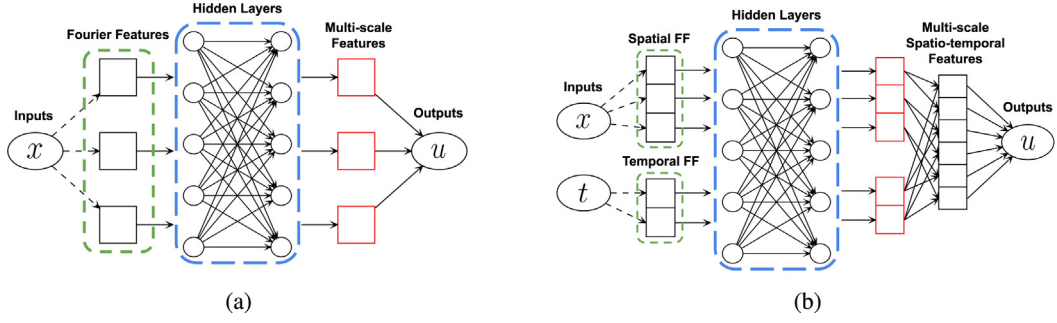 Hidden Layers
Fourier Features
Multi-scale
Features
Inputs
Outputs
x
u
(a)
Hidden Layers
Multi-scale
Spatio-temporal
Features
Spatial FF
Inputs
Outputs
x
Temporal FF
t
u
(b)